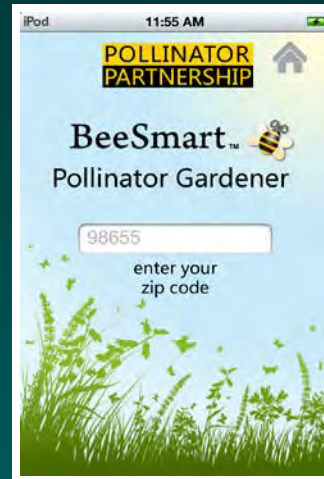 iPod 11:55 AM
POLLINATOR
PARTNERSHIP
BeeSmart™
Pollinator Gardener
98655
enter your
zip code